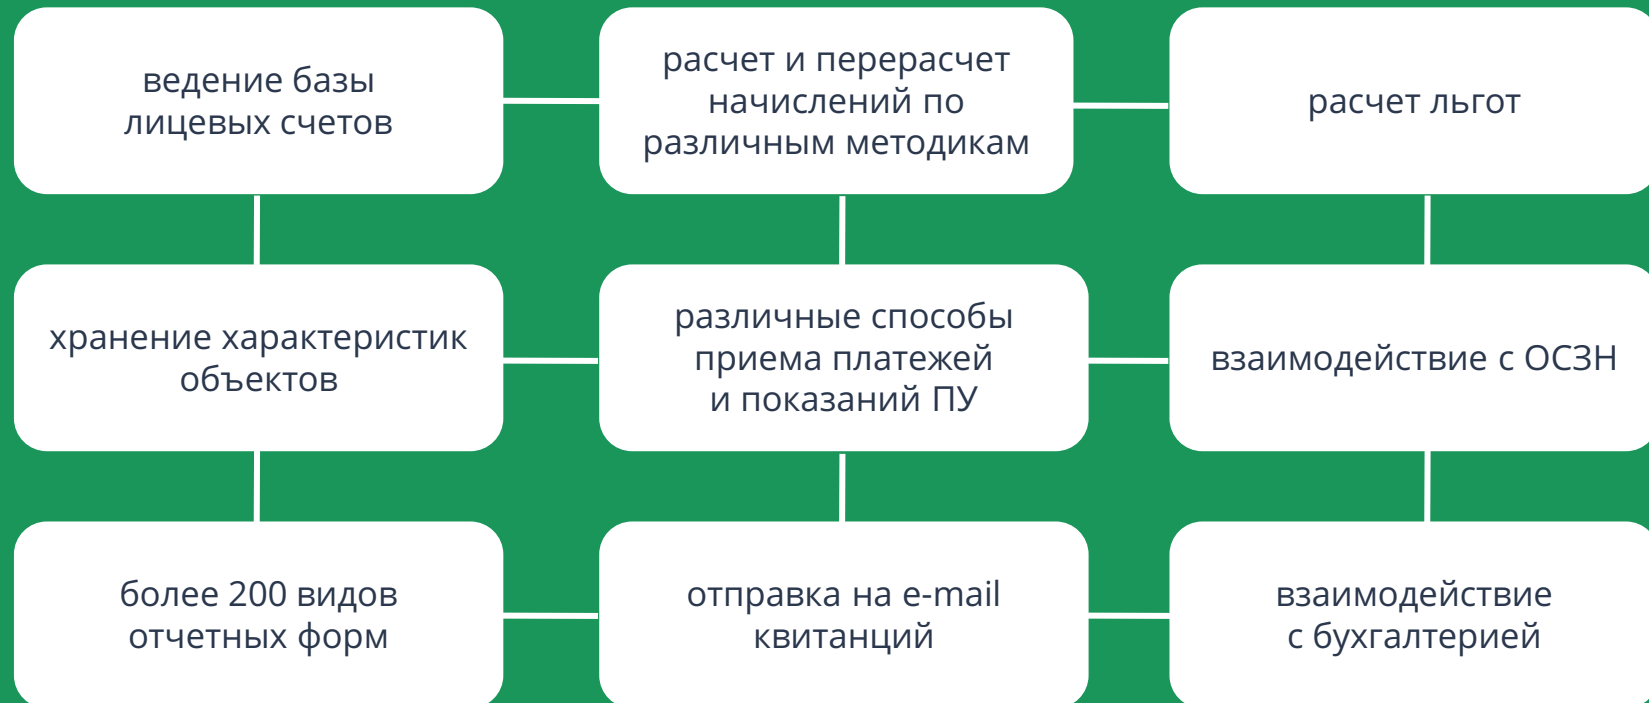 ведение базы
лицевых счетов
расчет и перерасчет
начислений по
различным методикам
расчет льгот
хранение характеристик
объектов
различные способы
приема платежей
и показаний ПУ
взаимодействие с ОСЗН
более 200 видов
отчетных форм
отправка на e-mail
квитанций
взаимодействие
с бухгалтерией